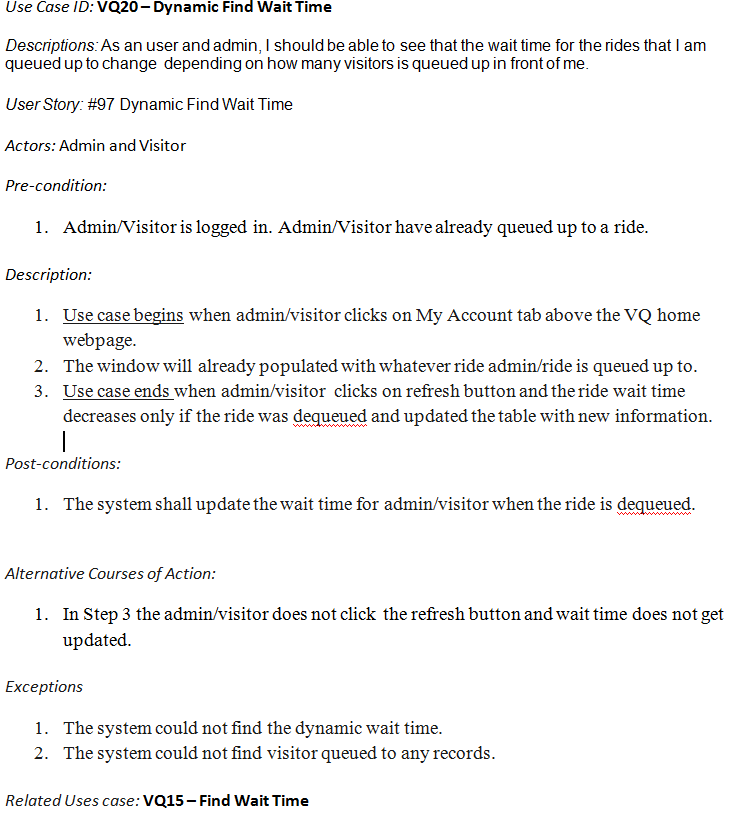 Use Case ID: VQ20 – Dynamic Find Wait Time
Descriptions: As an user and admin, I should be able to see that the wait time for the rides that I am
queued up to change depending on how many visitors is queued up in front of me.
User Story: #97 Dynamic Find Wait Time
Actors: Admin and Visitor
Pre-condition:
1. Admin/Visitor is logged in. Admin/Visitor have already queued up to a ride.
Description:
1. Use case begins when admin/visitor clicks on My Account tab above the VQ home
webpage.
2. The window will already populated with whatever ride admin/ride is queued up to.
3. Use case ends when admin/visitor clicks on refresh button and the ride wait time
decreases only if the ride was dequeued and updated the table with new information.
Post-conditions:
1. The system shall update the wait time for admin/visitor when the ride is dequeued.
Alternative Courses of Action:
1. In Step 3 the admin/visitor does not click the refresh button and wait time does not get
updated.
Exceptions
1. The system could not find the dynamic wait time.
2. The system could not find visitor queued to any records.
Related Uses case: VQ15 – Find Wait Time